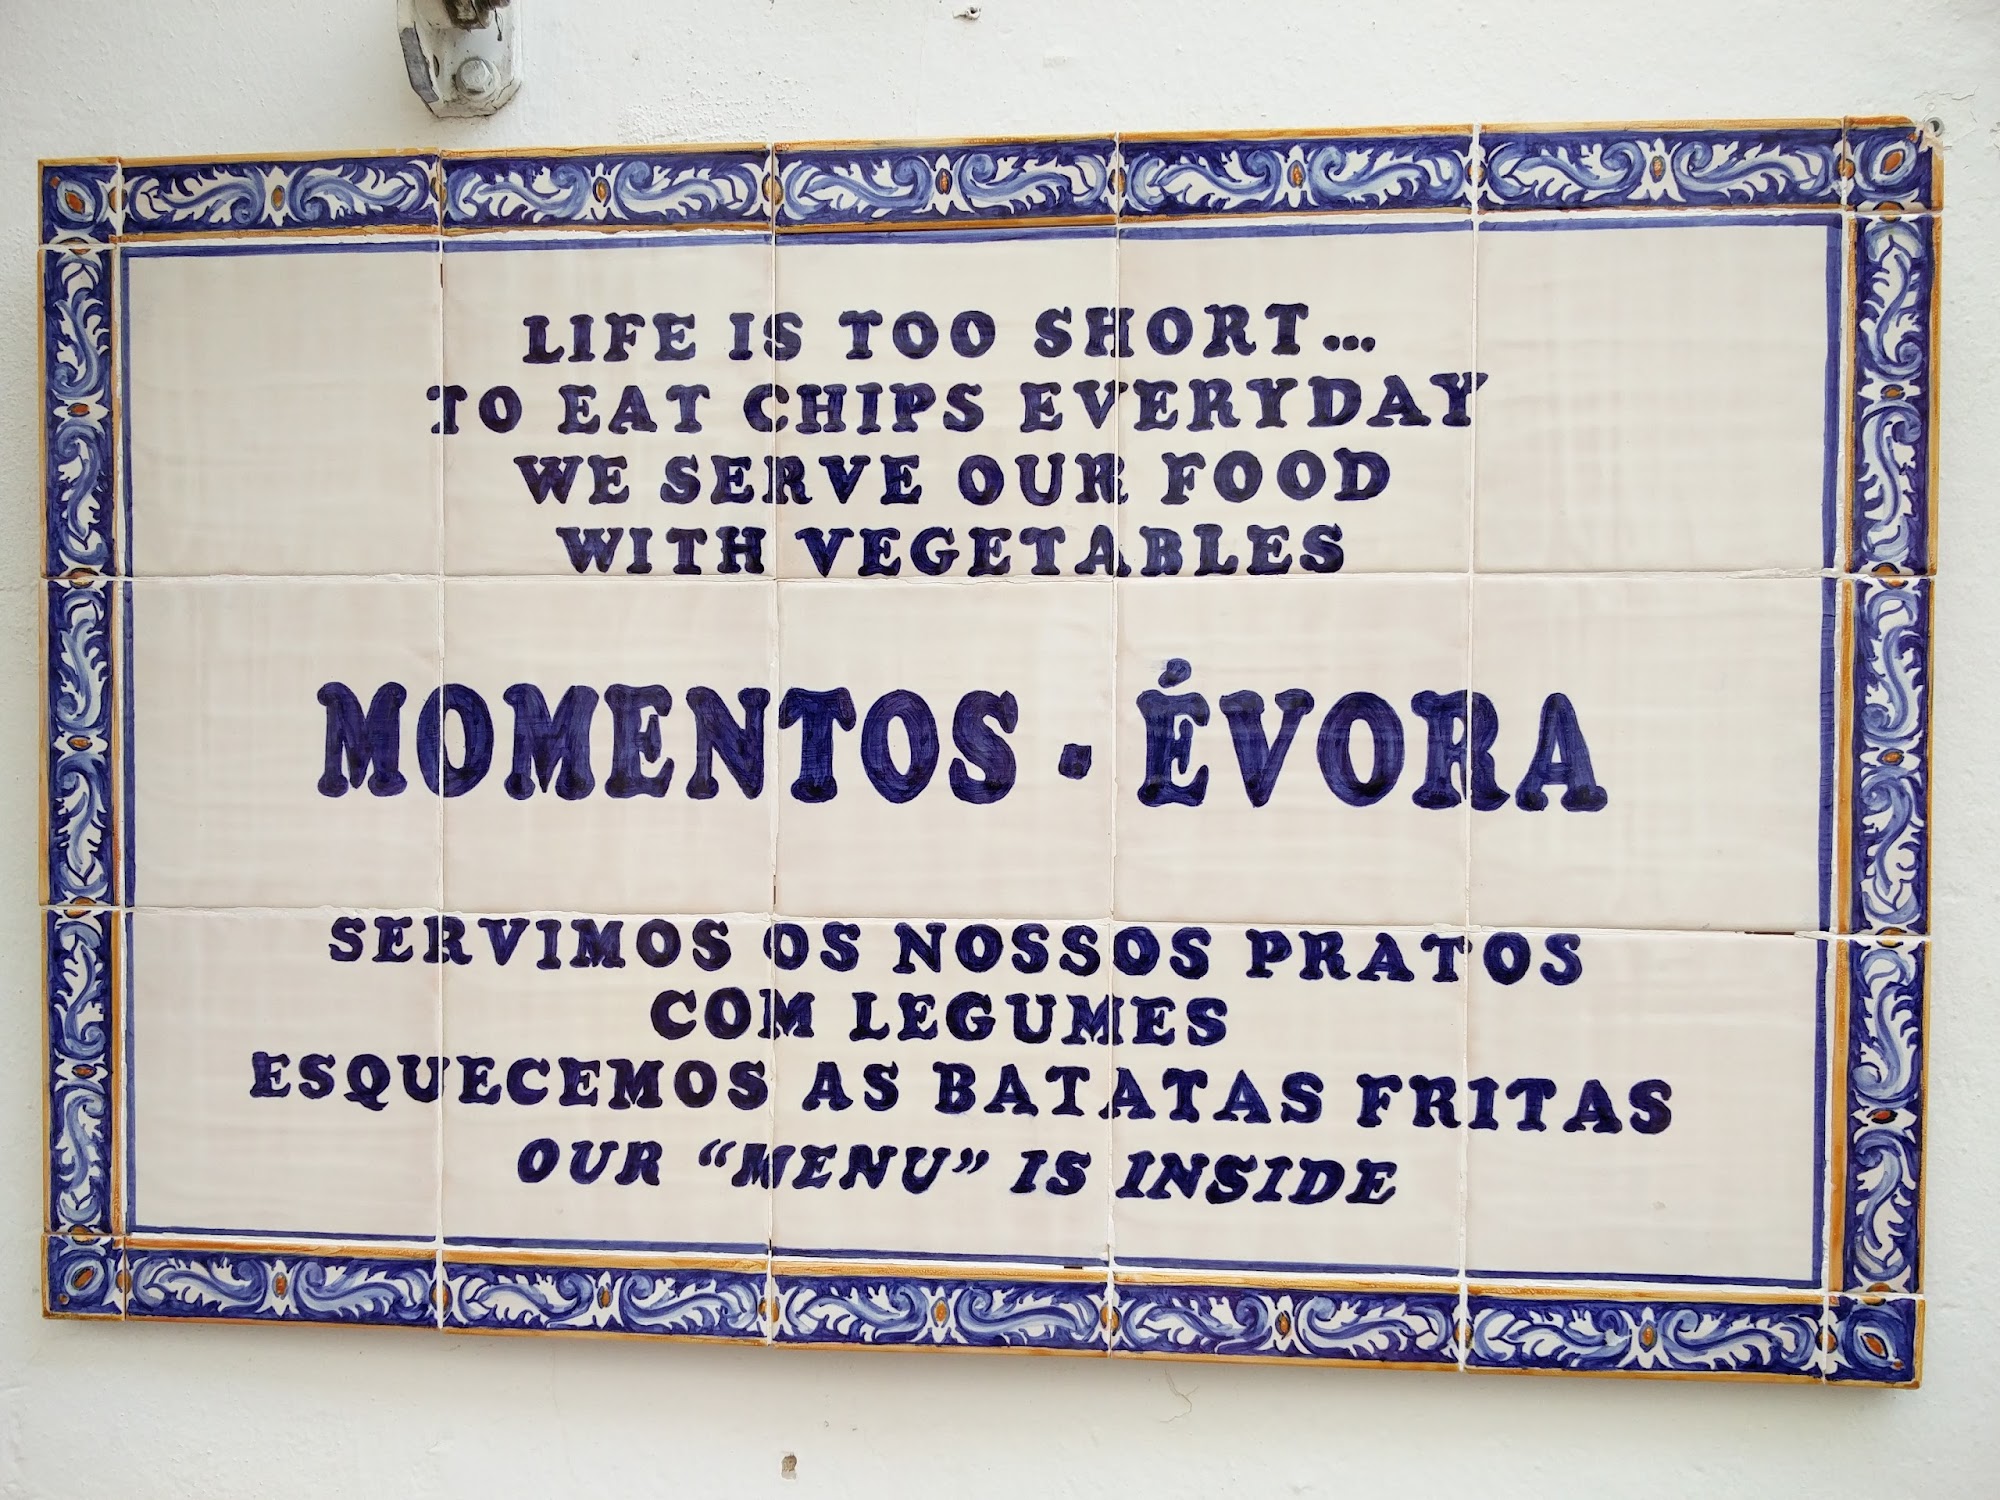 LIFE IS TOO SHORT...
TO EAT CHIPS EVERYDAY
WE SERVE OUR FOOD
WITH VEGETABLES
MOMENTOS - ÉVORA
SERVIMOS OS NOSSOS PRATOS
COM LEGUMES
ESQUECEMOS AS BATATAS FRITAS
OUR “MENU” IS INSIDE